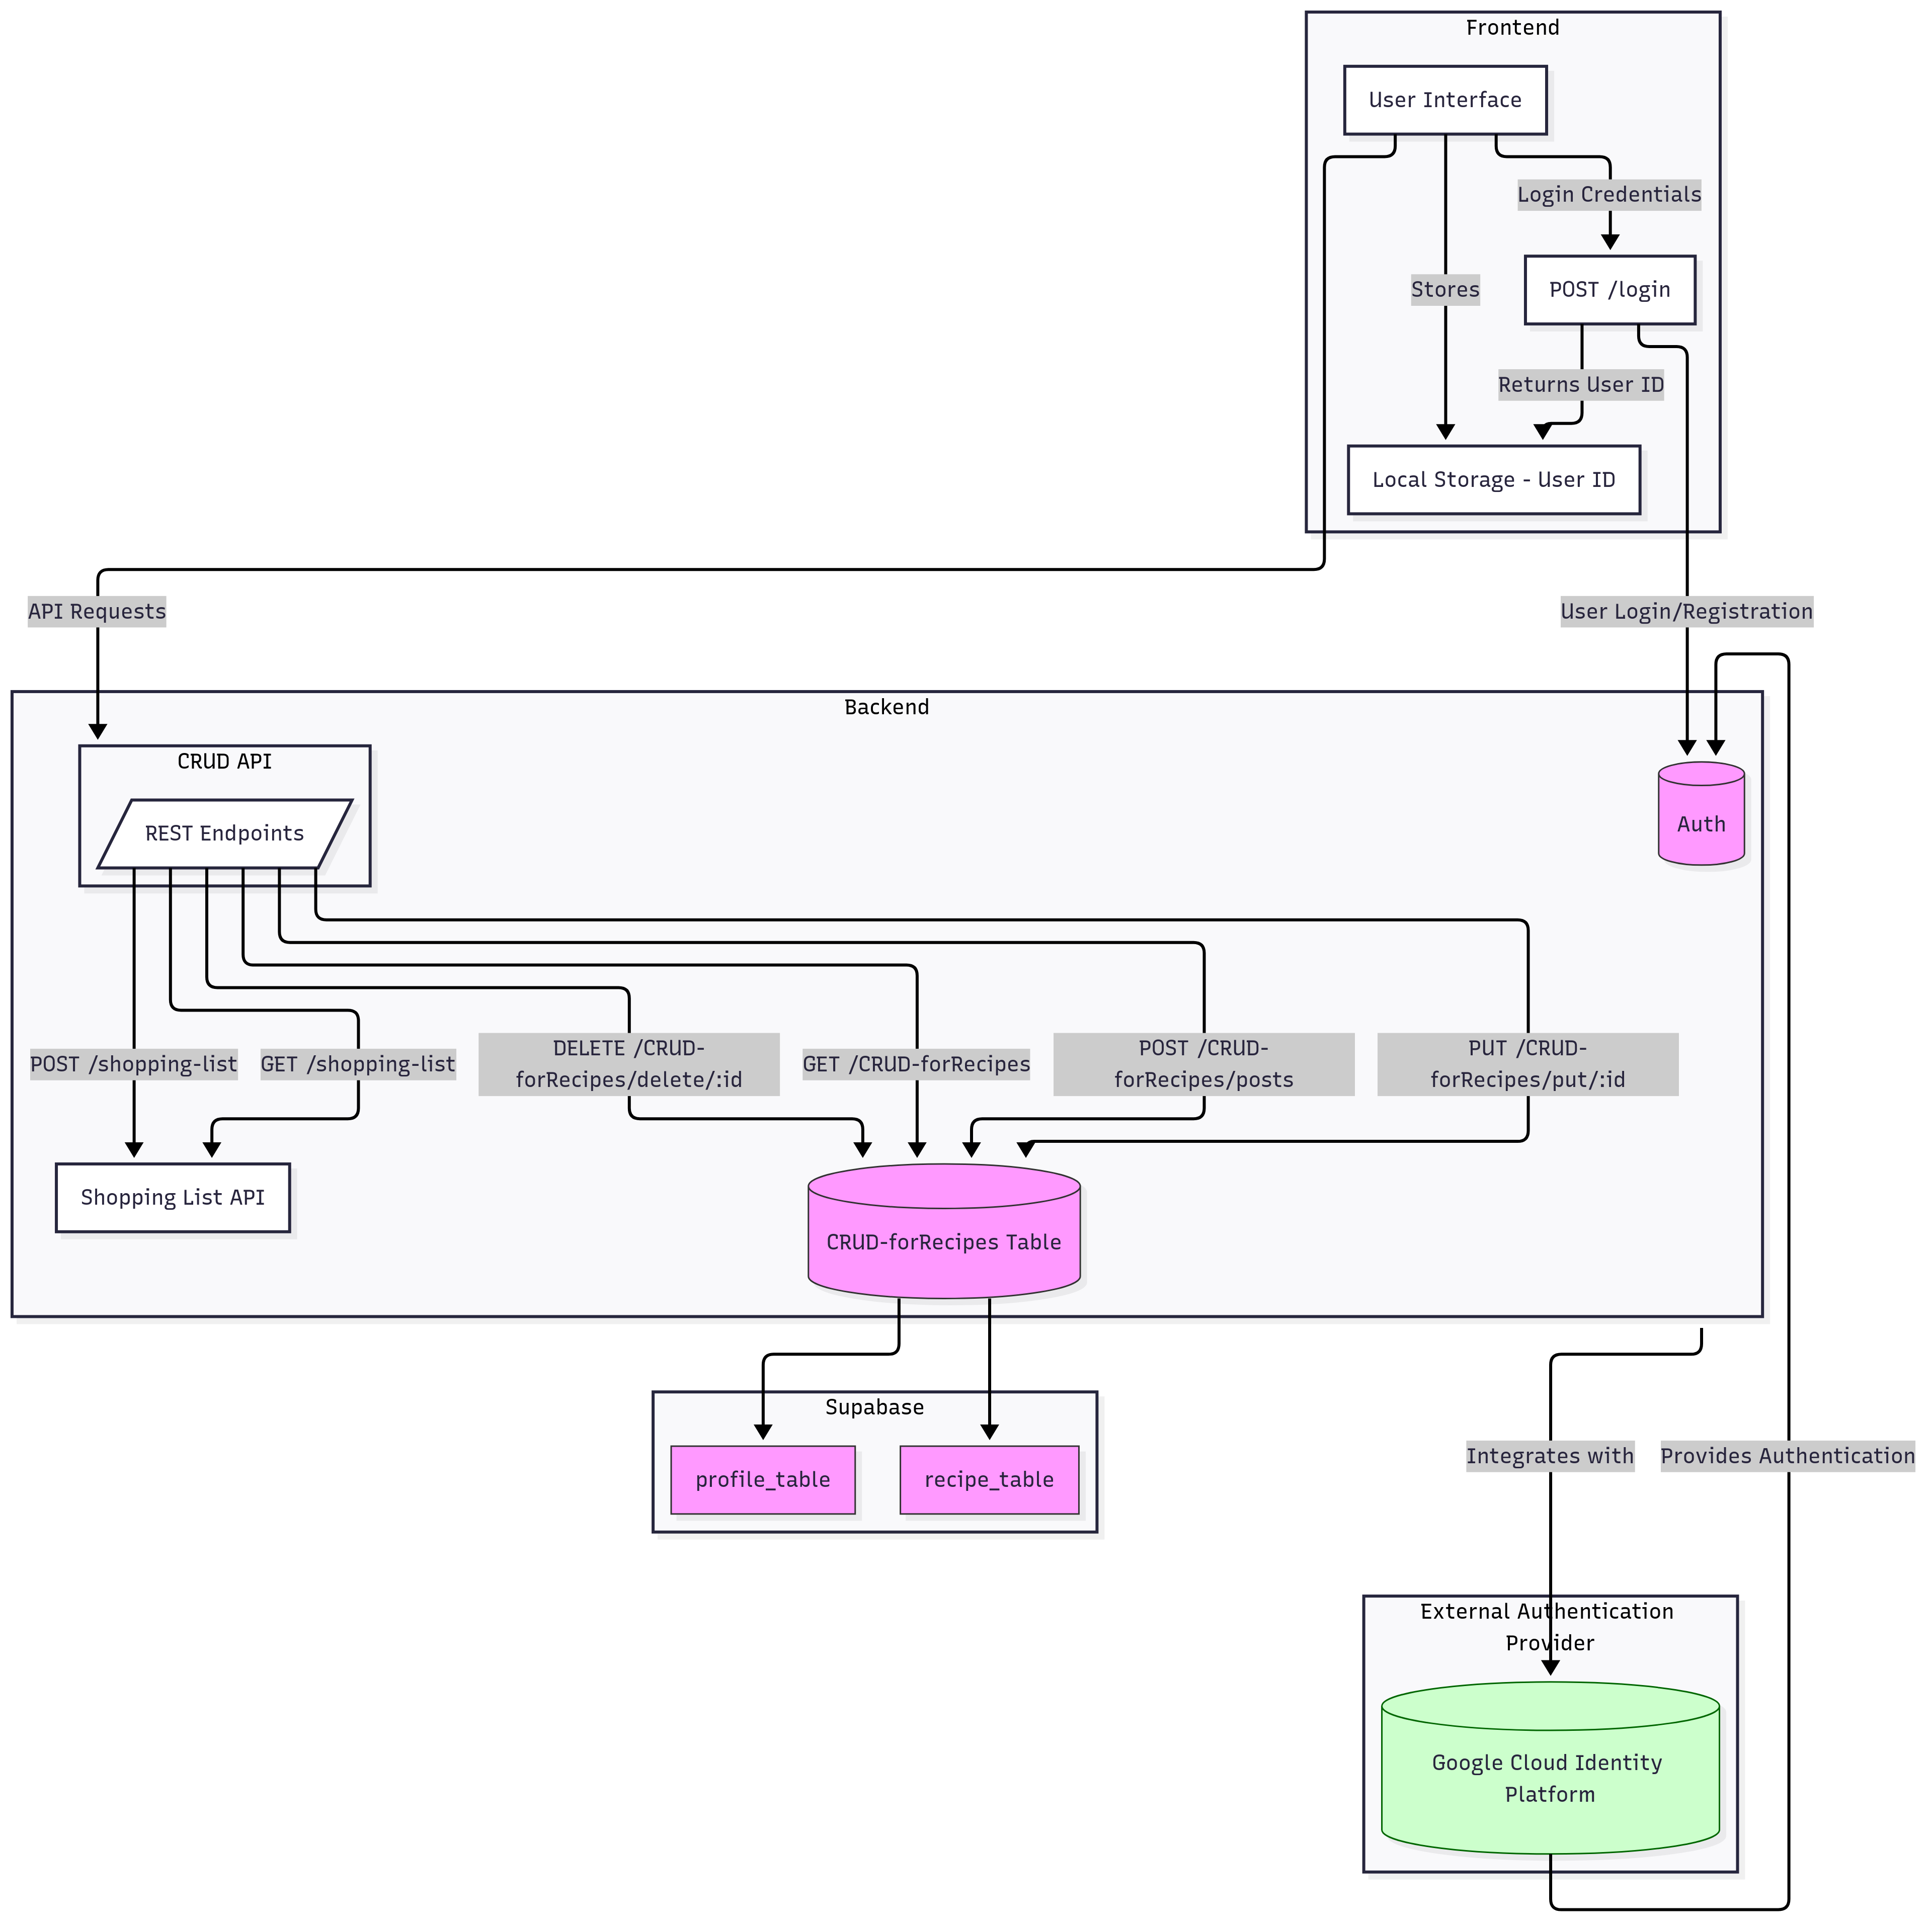 Frontend
User Interface
Login Credentials
Stores
POST /login
Returns User ID
Local Storage - User ID
API Requests
User Login/Registration
Backend
CRUD API
REST Endpoints
Auth
POST /shopping-list
GET /shopping-list
DELETE /CRUD-
forRecipes/delete/:id
GET /CRUD-forRecipes
POST /CRUD-
forRecipes/posts
PUT /CRUD-
forRecipes/put/:id
Shopping List API
CRUD-forRecipes Table
Supabase
profile_table
recipe_table
Integrates with
Provides Authentication
External Authentication
Provider
Google Cloud Identity
Platform